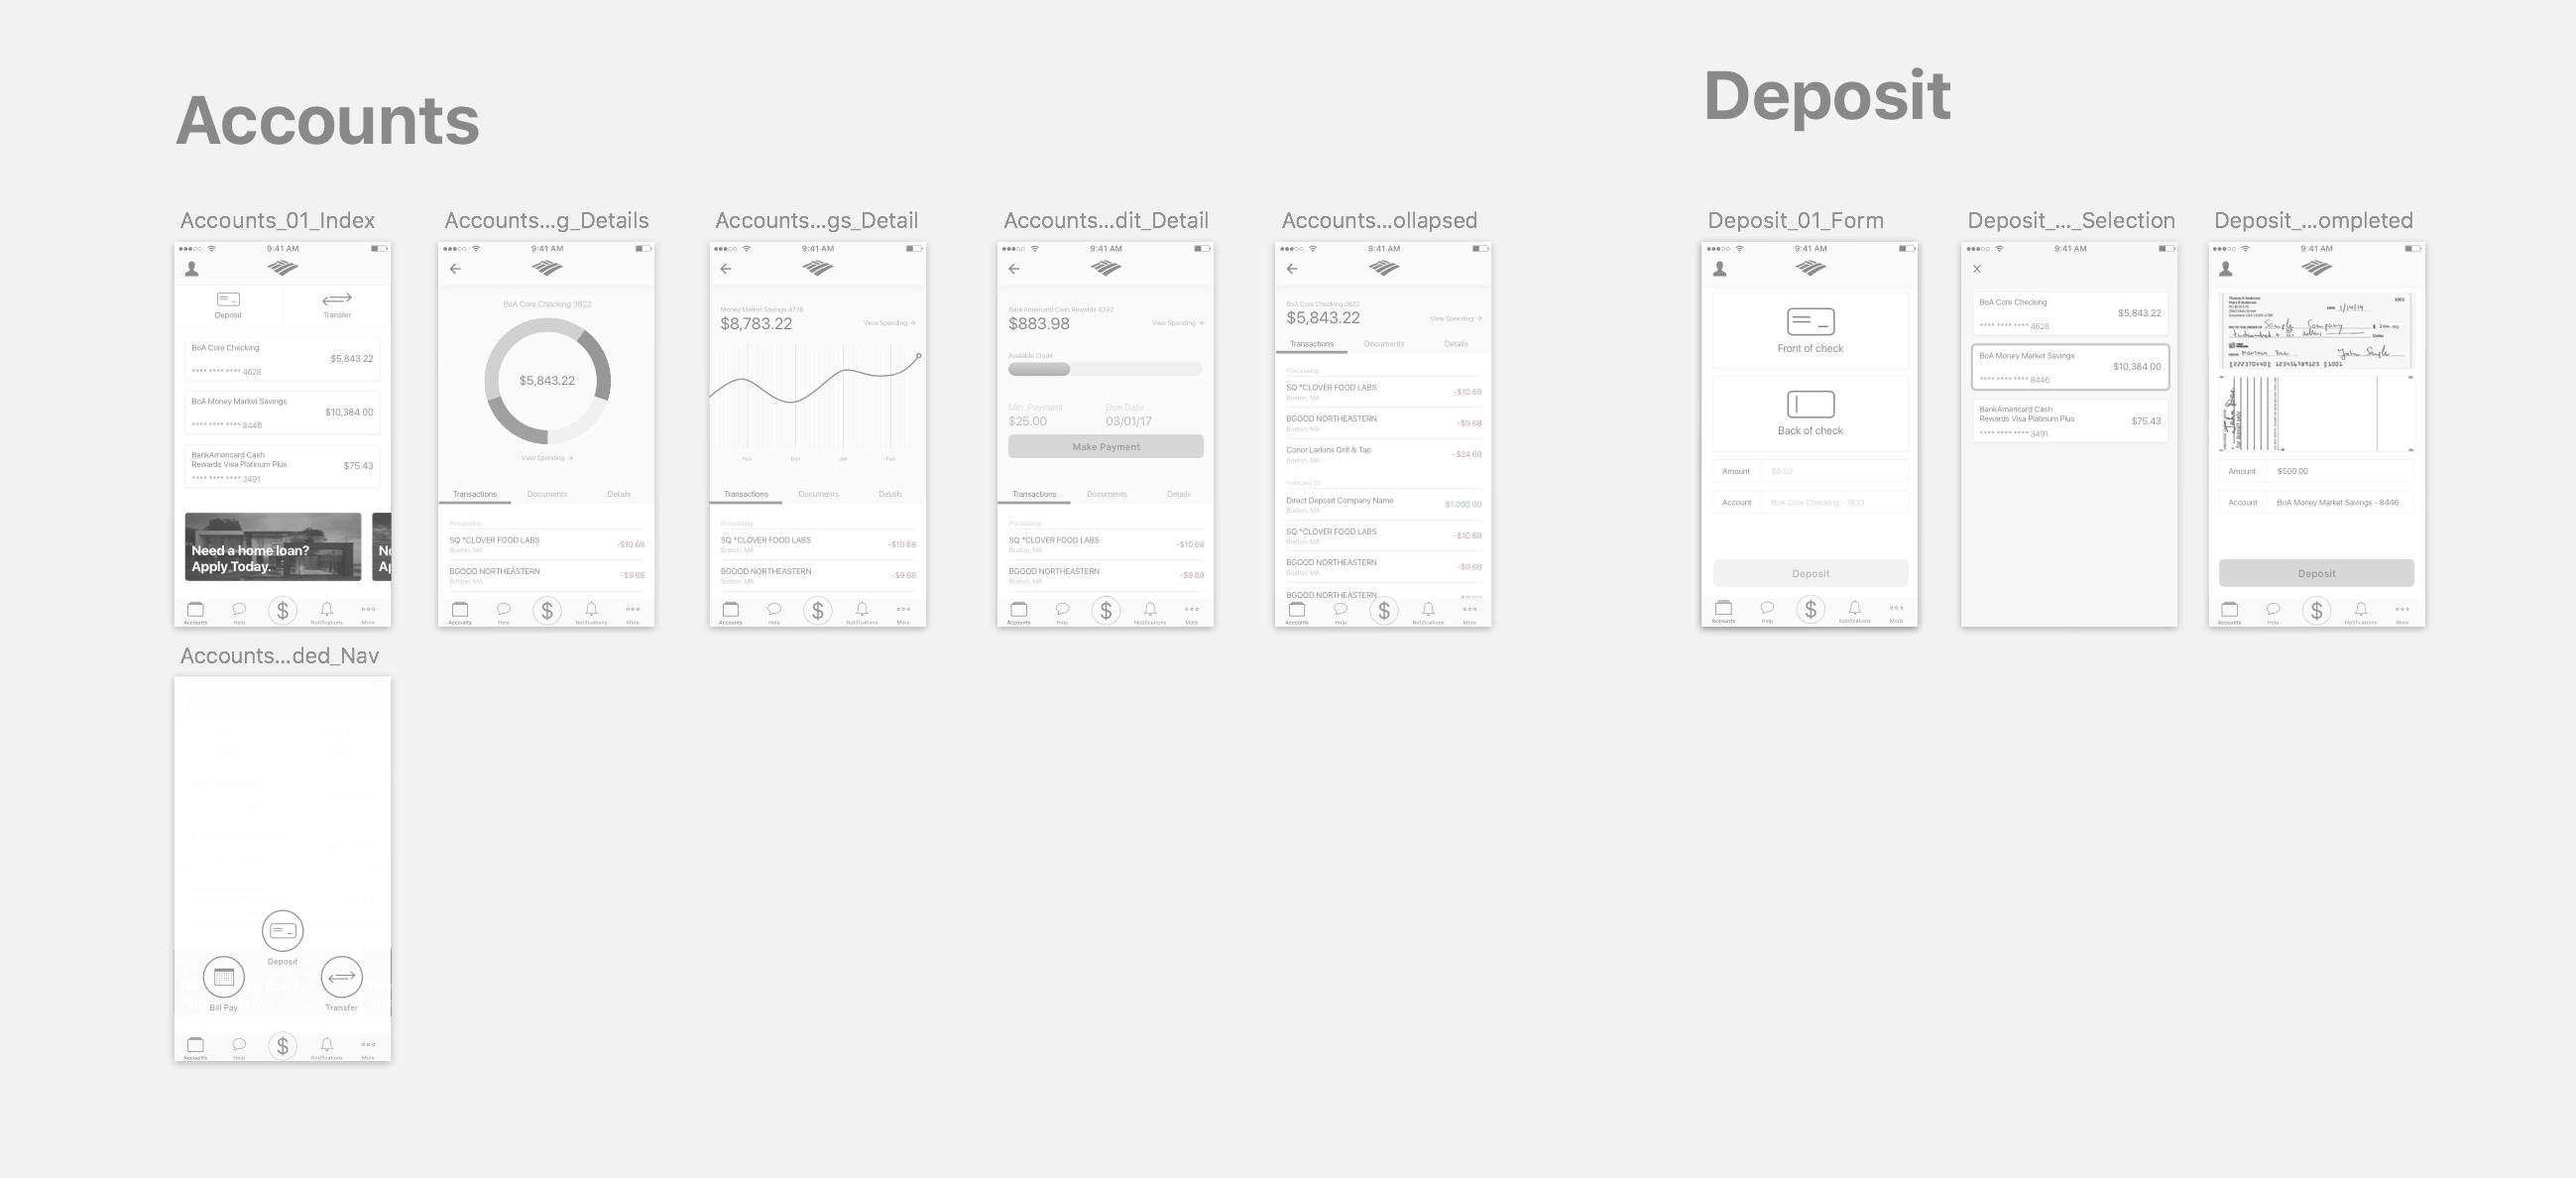 Accounts
Deposit
Accounts_01_Index
9:41 AM
Deposit
Transfer
BoA Core Checking
$5,843.22
**** **** **** 4628
BoA Money Market Savings
$10,384.00
**** **** **** 8446
BankAmericard Cash
Rewards Visa Platinum Plus
$75.43
**** **** **** 3491
Need a home loan?
Apply Today.
Ne
Ap
Accounts
Help
$
Notifications
More
Accounts...g_Details
9:41 AM
BoA Core Checking 3622
$5,843.22
View Spending →
Transactions
Documents
Details
Processing
SQ *CLOVER FOOD LABS
Boston, MA
-$10.68
BGOOD NORTHEASTERN
Boston, MA
-$9.68
Accounts
Help
$
Notifications
More
Accounts...gs_Detail
9:41 AM
Money Market Savings 4738
$8,783.22
View Spending →
Nov
Dec
Jan
Feb
Transactions
Documents
Details
Processing
SQ *CLOVER FOOD LABS
Boston, MA
-$10.68
BGOOD NORTHEASTERN
Boston, MA
-$9.68
Accounts
Help
$
Notifications
More
Accounts...dit_Detail
9:41 AM
BankAmericard Cash Rewards 4392
$883.98
View Spending →
Available Credit
Min. Payment
$25.00
Due Date
03/01/17
Make Payment
Transactions
Documents
Details
Processing
SQ *CLOVER FOOD LABS
Boston, MA
-$10.68
BGOOD NORTHEASTERN
Boston, MA
-$9.68
Accounts
Help
$
Notifications
More
Accounts...ollapsed
9:41 AM
BoA Core Checking 3622
$5,843.22
View Spending →
Transactions
Documents
Details
Processing
SQ *CLOVER FOOD LABS
Boston, MA
-$10.68
BGOOD NORTHEASTERN
Boston, MA
-$9.68
Conor Larkins Grill & Tap
Boston, MA
-$24.68
February 15
Direct Deposit Company Name
Boston, MA
$1,000.00
SQ *CLOVER FOOD LABS
Boston, MA
-$10.68
BGOOD NORTHEASTERN
Boston, MA
-$9.68
BGOOD NORTHEASTERN
Accounts
Help
$
Notifications
More
Deposit_01_Form
9:41 AM
Front of check
Back of check
Amount
$0.00
Account
BoA Core Checking - 7433
Deposit
Accounts
Help
$
Notifications
More
Deposit_..._Selection
9:41 AM
BoA Core Checking
$5,843.22
**** **** **** 4628
BoA Money Market Savings
$10,384.00
**** **** **** 8446
BankAmericard Cash
Rewards Visa Platinum Plus
$75.43
**** **** **** 3491
Deposit_...ompleted
9:41 AM
DATE 1/14/14
Sample Company
Mortgage
John Sample
Amount
$500.00
Account
BoA Money Market Savings - 8446
Deposit
Accounts
Help
$
Notifications
More
Accounts...ded_Nav
Deposit
Bill Pay
Transfer
Accounts
Help
$
Notifications
More